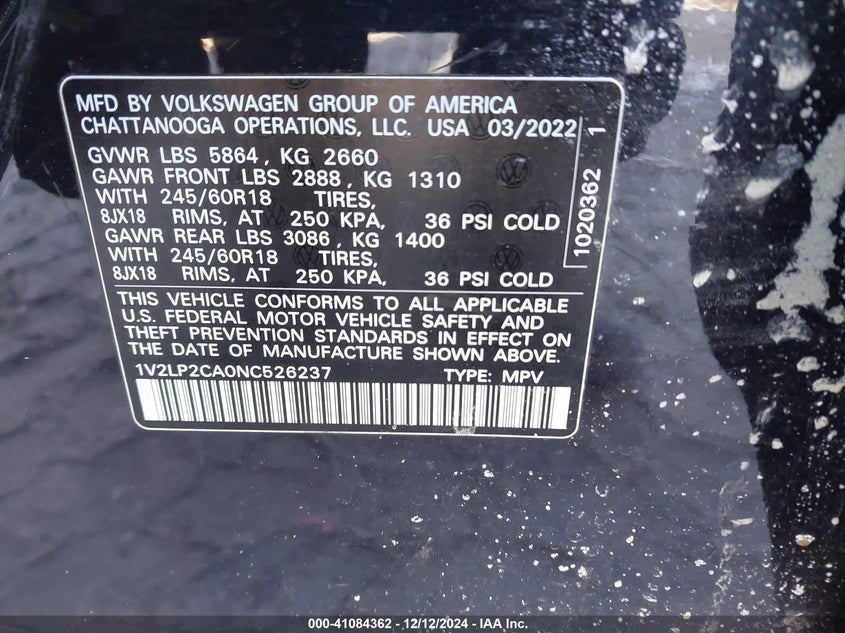 MFD BY VOLKSWAGEN GROUP OF AMERICA
CHATTANOOGA OPERATIONS, LLC. USA 03/2022
GVWR LBS 5864, KG 2660
GAWR FRONT LBS 2888, KG 1310
WITH 245/60R18 TIRES,
8JX18 RIMS, AT 250 KPA, 36 PSI COLD
GAWR REAR LBS 3086, KG 1400
WITH 245/60R18 TIRES,
8JX18 RIMS, AT 250 KPA, 36 PSI COLD
1020362 1
THIS VEHICLE CONFORMS TO ALL APPLICABLE
U.S. FEDERAL MOTOR VEHICLE SAFETY AND
THEFT PREVENTION STANDARDS IN EFFECT ON
THE DATE OF MANUFACTURE SHOWN ABOVE.
1V2LP2CA0NC526237 TYPE: MPV
000-41084362 - 12/12/2024 - IAA Inc.